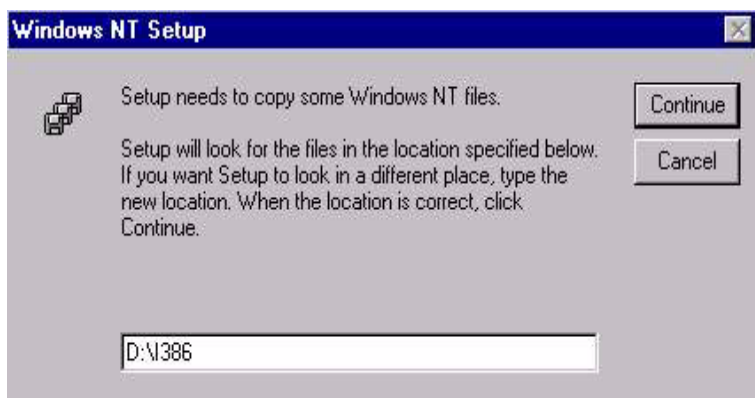 Windows NT Setup
Setup needs to copy some Windows NT files.
Continue
Setup will look for the files in the location specified below.
If you want Setup to look in a different place, type the
new location. When the location is correct, click
Continue.
Cancel
D:\I386